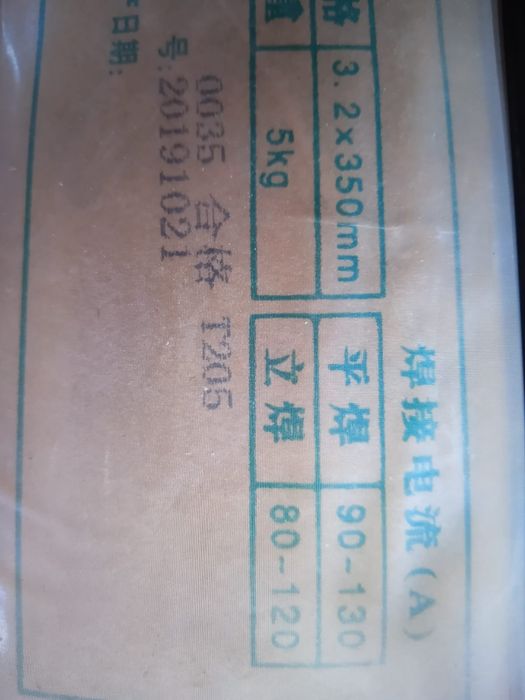 焊接电流(A)
格 3.2×350mm 平焊 90-130
量 5kg 立焊 80-120
0035 合格 T205
号:20191021
日期: